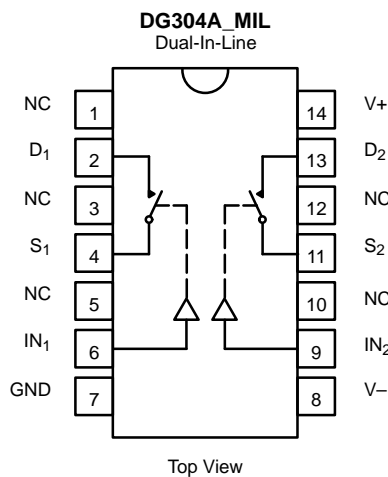 DG304A_MIL
Dual-In-Line
NC 1 14 V+
D1 2 13 D2
NC 3 12 NC
S1 4 11 S2
NC 5 10 NC
IN1 6 9 IN2
GND 7 8 V–
Top View